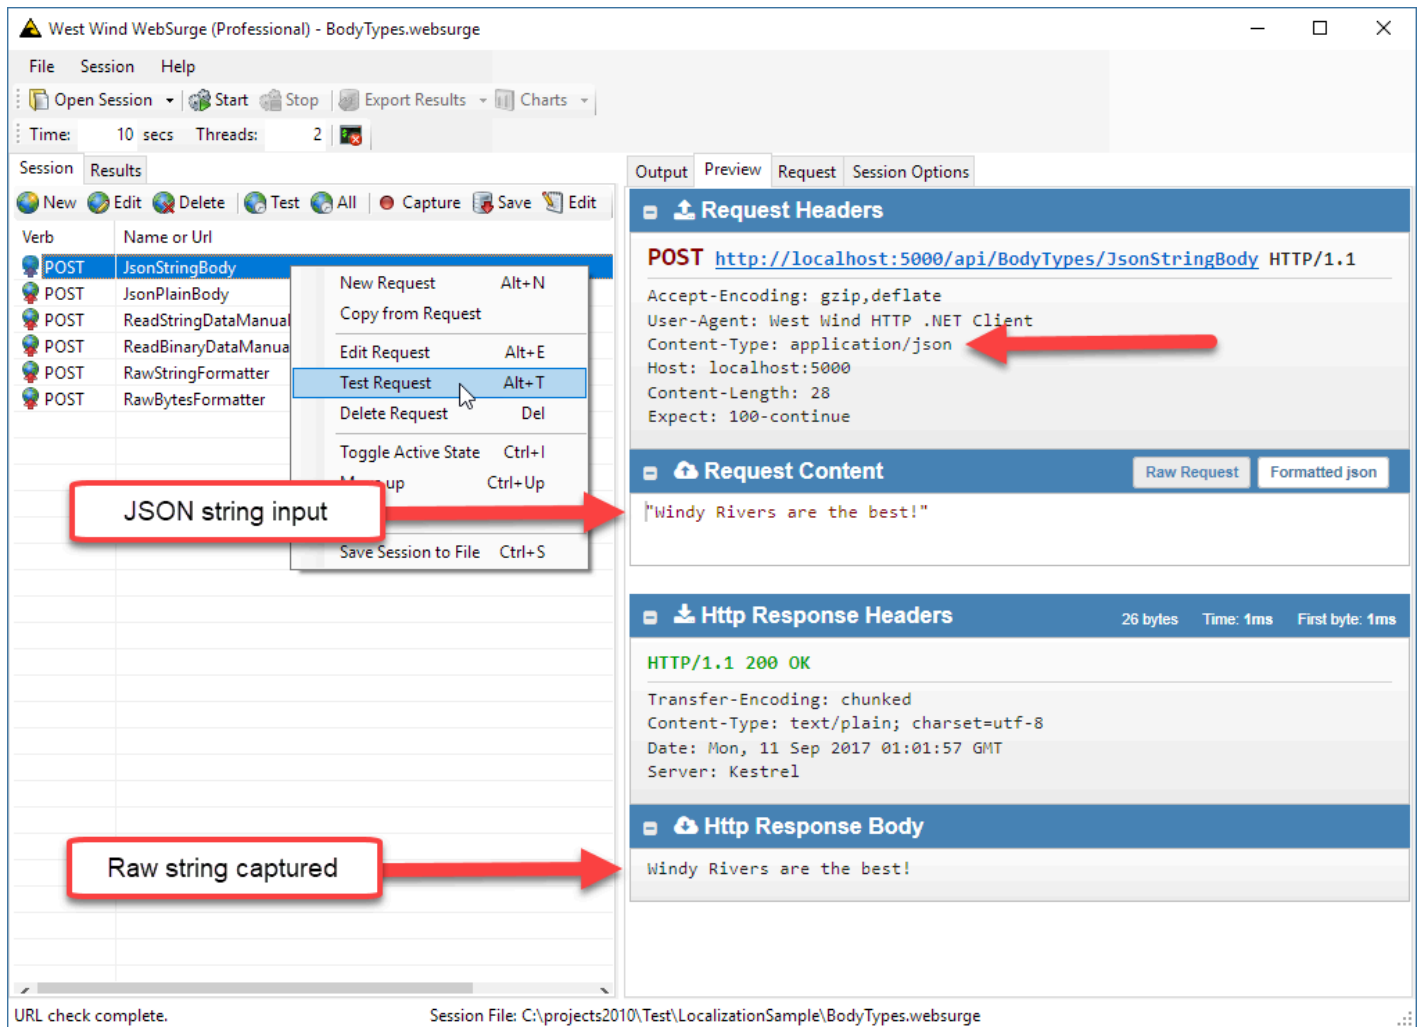 West Wind WebSurge (Professional) - BodyTypes.websurge
File Session Help
Open Session Start Stop Export Results Charts
Time: 10 secs Threads: 2
Session Results
New Edit Delete Test All Capture Save Edit
Verb Name or Url
POST JsonStringBody
POST JsonPlainBody
POST ReadStringDataManual
POST ReadBinaryDataManua
POST RawStringFormatter
POST RawBytesFormatter
New Request Alt+N
Copy from Request
Edit Request Alt+E
Test Request Alt+T
Delete Request Del
Toggle Active State Ctrl+I
up Ctrl+Up
Save Session to File Ctrl+S
JSON string input
Raw string captured
Output Preview Request Session Options
Request Headers
POST http://localhost:5000/api/BodyTypes/JsonStringBody HTTP/1.1
Accept-Encoding: gzip,deflate
User-Agent: West Wind HTTP .NET Client
Content-Type: application/json
Host: localhost:5000
Content-Length: 28
Expect: 100-continue
Request Content Raw Request Formatted json
"Windy Rivers are the best!"
Http Response Headers 26 bytes Time: 1ms First byte: 1ms
HTTP/1.1 200 OK
Transfer-Encoding: chunked
Content-Type: text/plain; charset=utf-8
Date: Mon, 11 Sep 2017 01:01:57 GMT
Server: Kestrel
Http Response Body
Windy Rivers are the best!
URL check complete. Session File: C:\projects2010\Test\LocalizationSample\BodyTypes.websurge